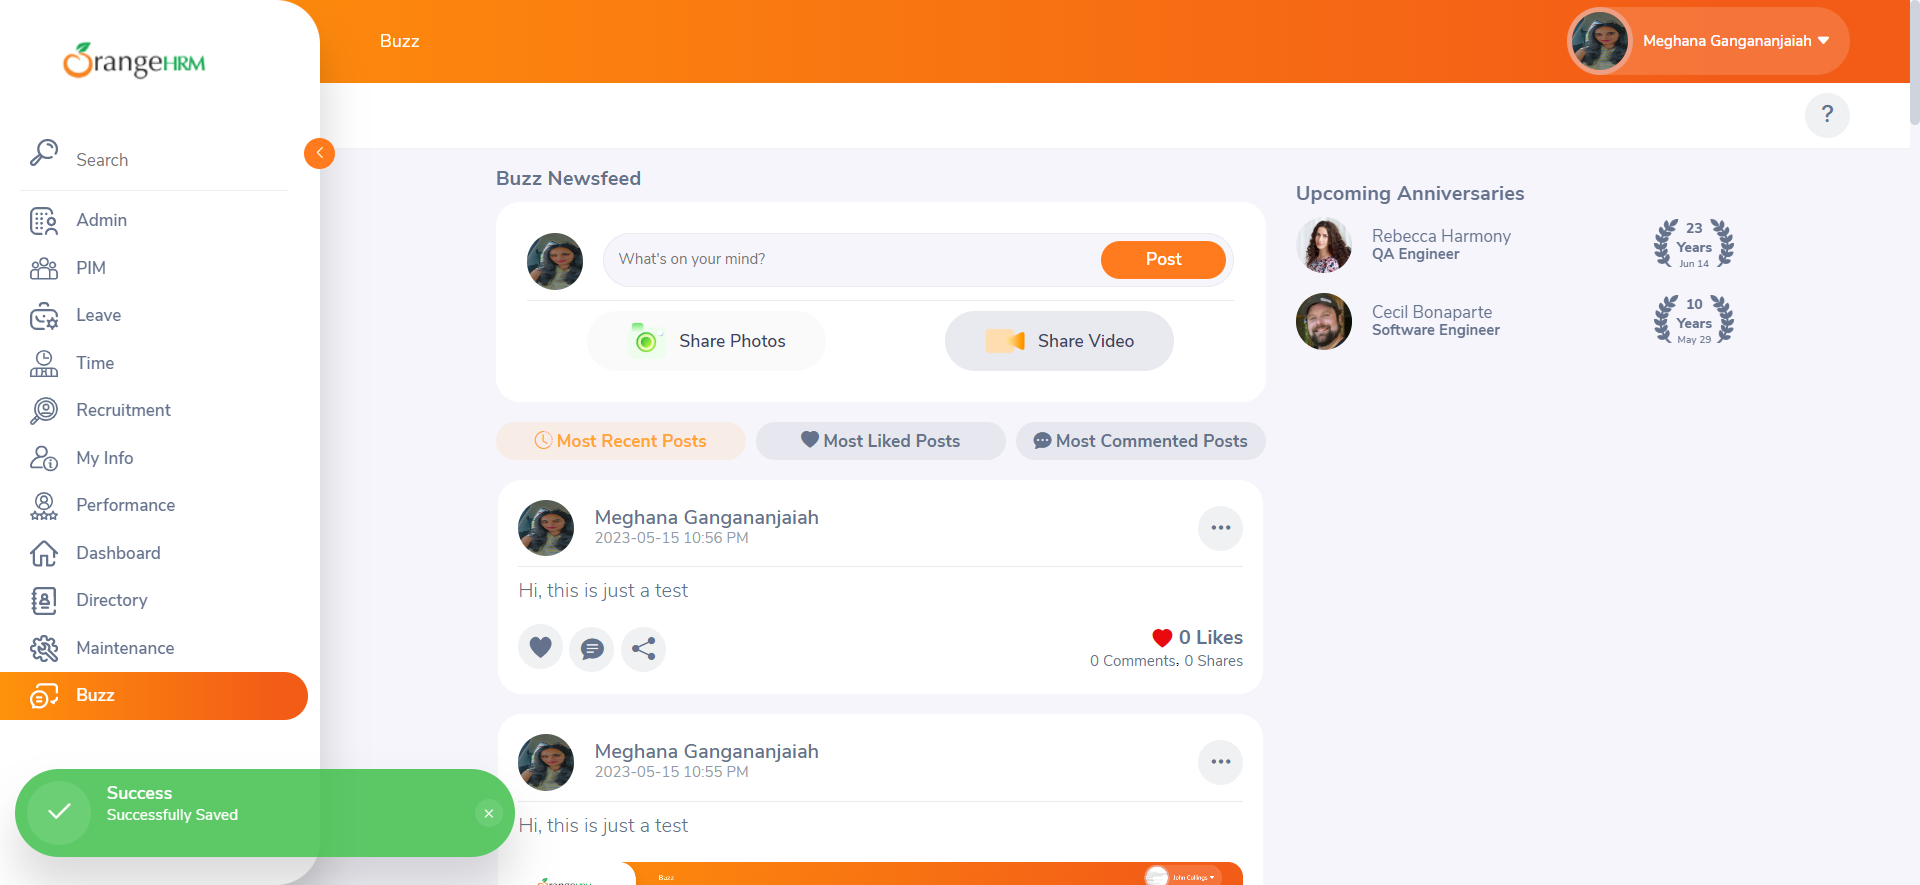 OrangeHRM
Search
Admin
PIM
Leave
Time
Recruitment
My Info
Performance
Dashboard
Directory
Maintenance
Buzz
Success
Successfully Saved
Buzz
Meghana Gangananjaiah
?
Buzz Newsfeed
What's on your mind?
Post
Share Photos
Share Video
Most Recent Posts
Most Liked Posts
Most Commented Posts
Meghana Gangananjaiah
2023-05-15 10:56 PM
Hi, this is just a test
0 Likes
0 Comments, 0 Shares
Meghana Gangananjaiah
2023-05-15 10:55 PM
Hi, this is just a test
Buzz
John Collings
Upcoming Anniversaries
Rebecca Harmony
QA Engineer
23
Years
Jun 14
Cecil Bonaparte
Software Engineer
10
Years
May 29